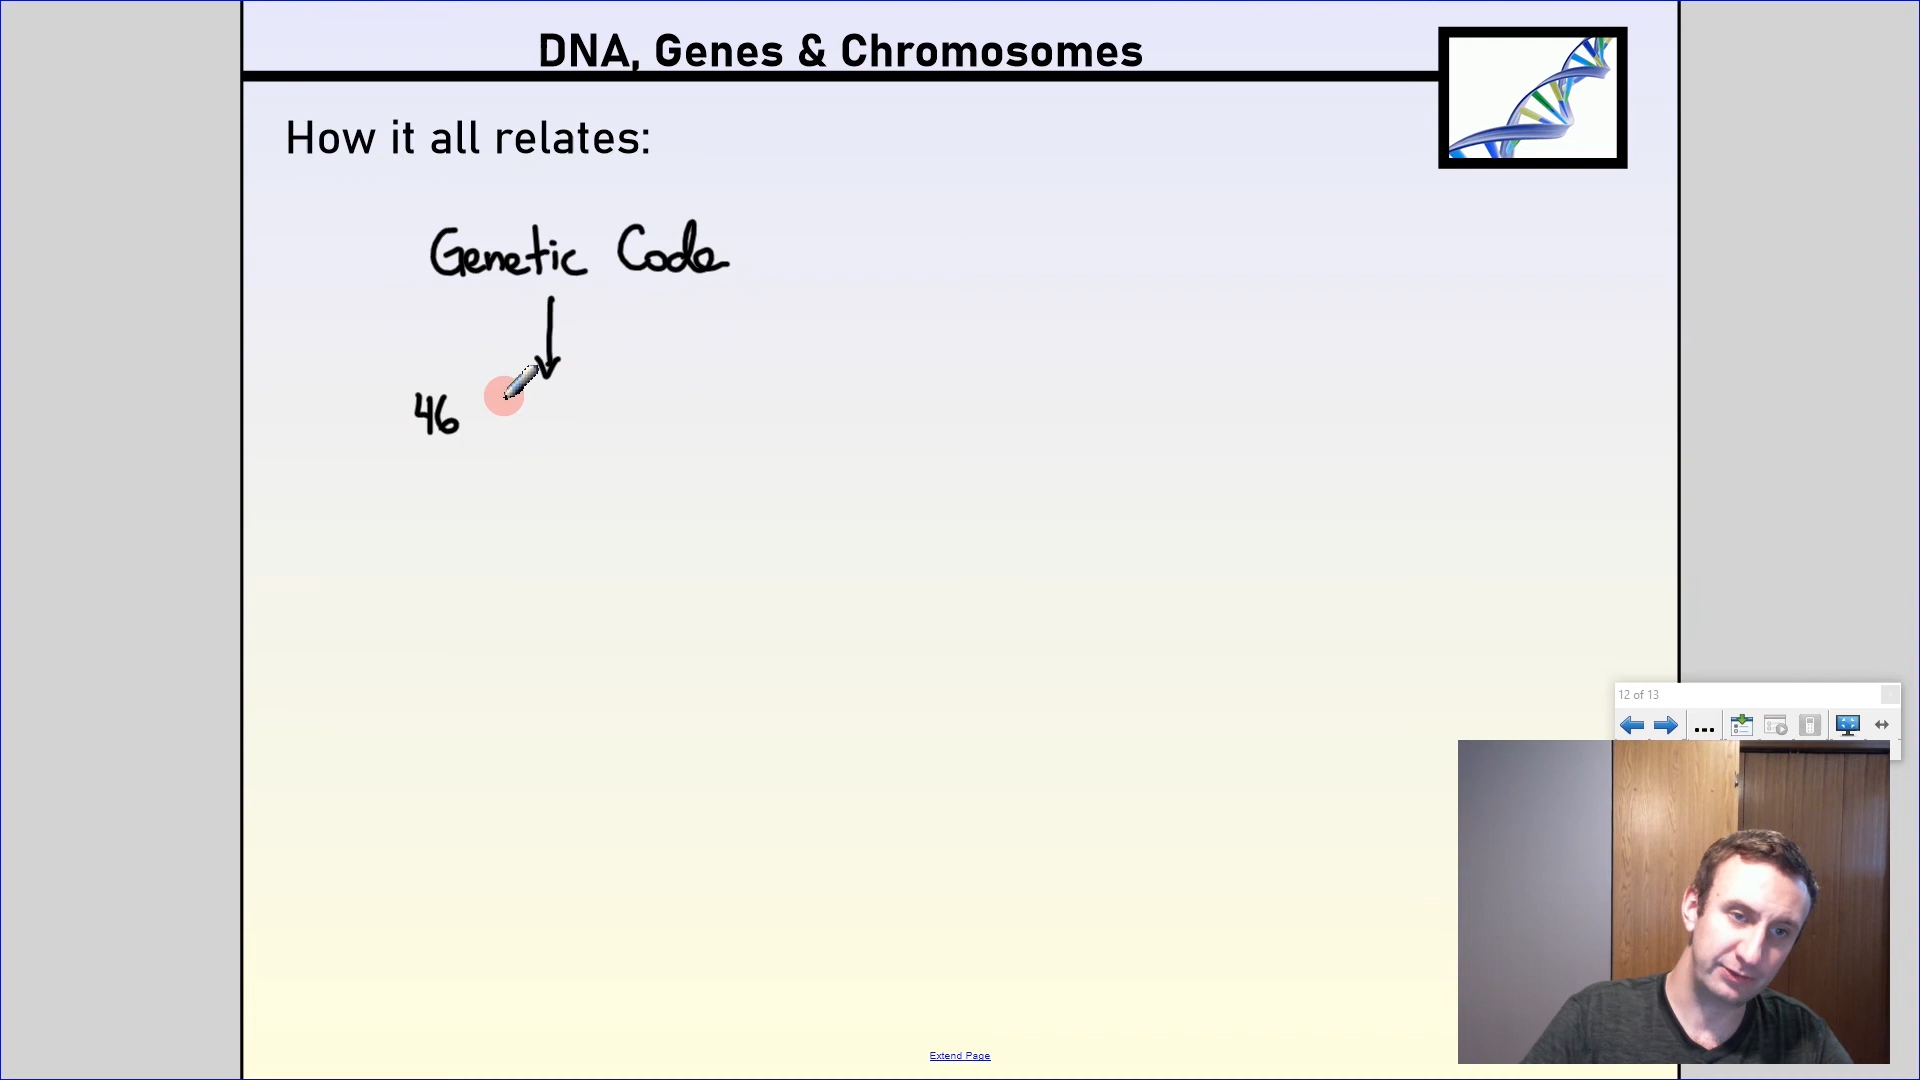 DNA, Genes & Chromosomes
How it all relates:
Genetic Code
46
12 of 13
...
Extend Page